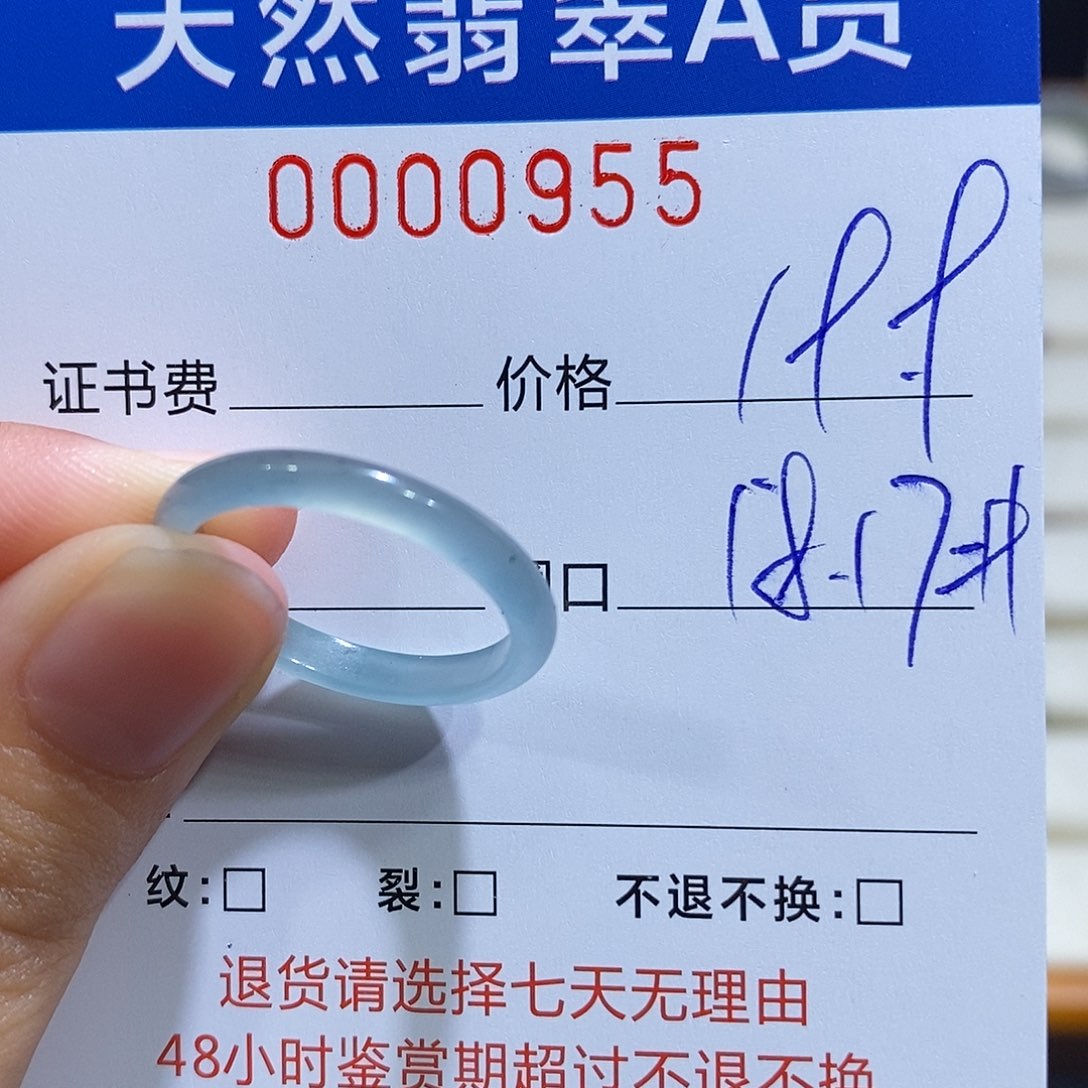 天然翡翠A货
0000955
证书费 价格
口 18.17#
纹:□ 裂:□ 不退不换:□
退货请选择七天无理由
48小时鉴赏期超过不退不换